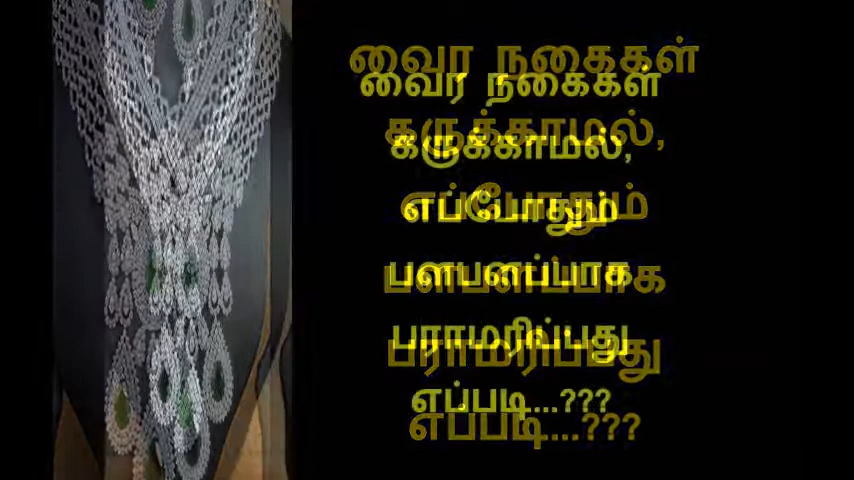 வைர நகைகள்
கருக்காமல்,
எப்போதும்
பளபளப்பாக
பராமரிப்பது
எப்படி...???